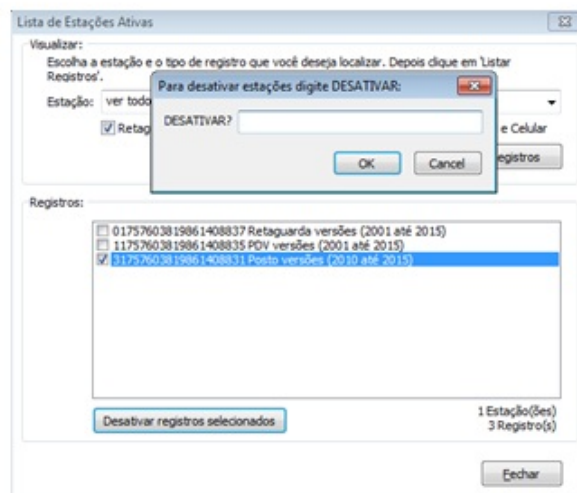 Lista de Estações Ativas
Visualizar:
Escolha a estação e o tipo de registro que você deseja localizar. Depois clique em 'Listar
Registros'.
Para desativar estações digite DESATIVAR:
Estação: ver todo
DESATIVAR?
Retag
e Celular
OK
Cancel
egistros
Registros:
01757603819861408837 Retaguarda versões (2001 até 2015)
11757603819861408835 PDV versões (2001 até 2015)
31757603819861408831 Posto versões (2010 até 2015)
Desativar registros selecionados
1 Estação(ões)
3 Registro(s)
Fechar